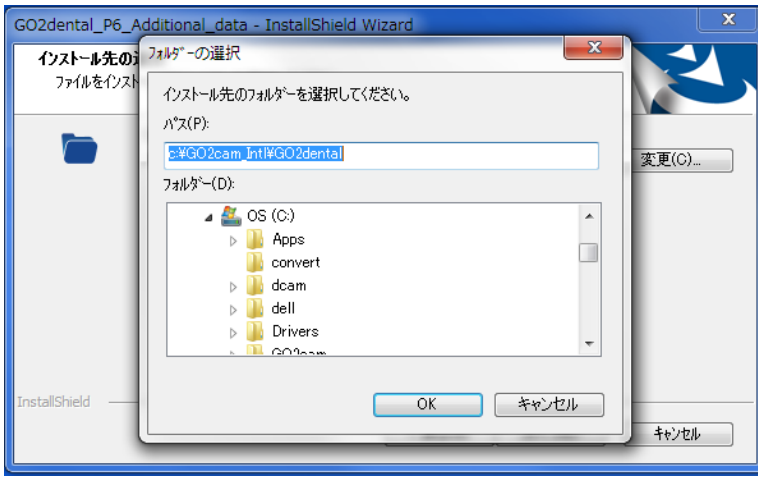 GO2dental_P6_Additional_data - InstallShield Wizard
インストール先の
ファイルをインスト
フォルダーの選択
インストール先のフォルダーを選択してください。
パス(P):
c:¥GO2cam_Intl¥GO2dental
変更(C)...
フォルダー(D):
OS (C:)
Apps
convert
dcam
dell
Drivers
GO2cam
InstallShield
OK
キャンセル
キャンセル